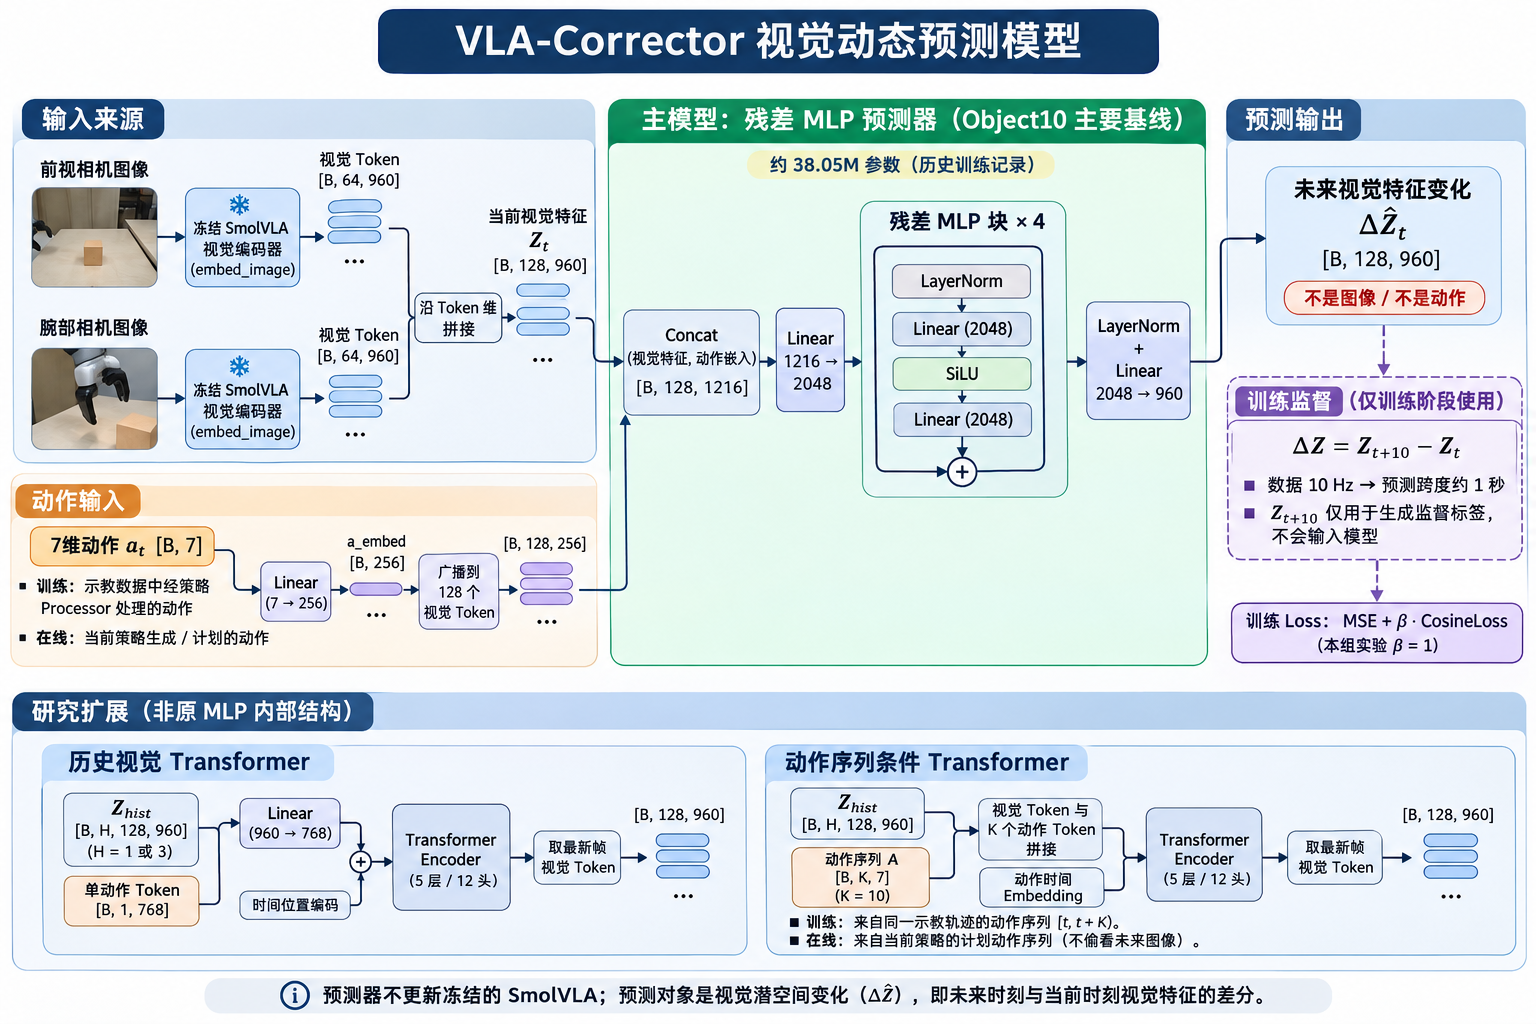 VLA-Corrector 视觉动态预测模型
输入来源
前视相机图像
冻结 SmolVLA
视觉编码器
(embed_image)
视觉 Token
[B, 64, 960]
...
腕部相机图像
冻结 SmolVLA
视觉编码器
(embed_image)
视觉 Token
[B, 64, 960]
...
沿 Token 维
拼接
当前视觉特征
Z_t
[B, 128, 960]
...
动作输入
7维动作 a_t [B, 7]
▪ 训练：示教数据中经策略
Processor 处理的动作
▪ 在线：当前策略生成 / 计划的动作
Linear
(7 → 256)
a_embed
[B, 256]
...
广播到
128 个
视觉 Token
[B, 128, 256]
...
主模型：残差 MLP 预测器（Object10 主要基线）
约 38.05M 参数（历史训练记录）
Concat
(视觉特征, 动作嵌入)
[B, 128, 1216]
Linear
1216 →
2048
残差 MLP 块 × 4
LayerNorm
Linear (2048)
SiLU
Linear (2048)
+
LayerNorm
+
Linear
2048 → 960
预测输出
未来视觉特征变化
ΔẐ_t
[B, 128, 960]
不是图像 / 不是动作
训练监督（仅训练阶段使用）
ΔZ = Z_{t+10} − Z_t
▪ 数据 10 Hz → 预测跨度约 1 秒
▪ Z_{t+10} 仅用于生成监督标签，
不会输入模型
训练 Loss： MSE + β · CosineLoss
（本组实验 β = 1）
研究扩展（非原 MLP 内部结构）
历史视觉 Transformer
Z_hist
[B, H, 128, 960]
(H = 1 或 3)
单动作 Token
[B, 1, 768]
Linear
(960 → 768)
+
时间位置编码
Transformer
Encoder
(5 层 / 12 头)
取最新帧
视觉 Token
[B, 128, 960]
...
动作序列条件 Transformer
Z_hist
[B, H, 128, 960]
动作序列 A
[B, K, 7]
(K = 10)
视觉 Token 与
K 个动作 Token
拼接
动作时间
Embedding
Transformer
Encoder
(5 层 / 12 头)
取最新帧
视觉 Token
[B, 128, 960]
...
▪ 训练：来自同一示教轨迹的动作序列 [t, t + K)。
▪ 在线：来自当前策略的计划动作序列（不偷看未来图像）。
i 预测器不更新冻结的 SmolVLA；预测对象是视觉潜空间变化（ΔẐ），即未来时刻与当前时刻视觉特征的差分。